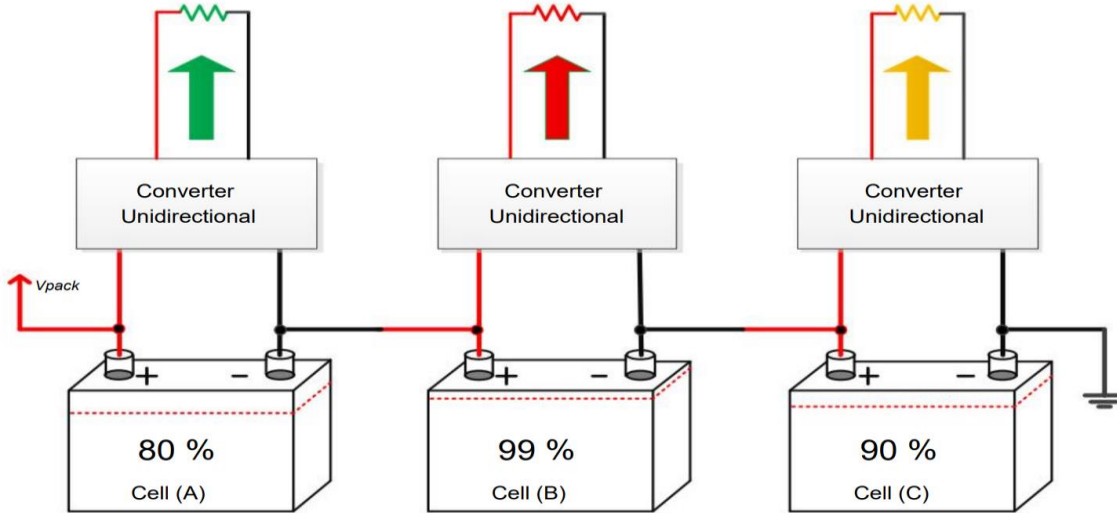 Converter
Unidirectional
Converter
Unidirectional
Converter
Unidirectional
Vpack
+ −
+ −
+ −
80 %
Cell (A)
99 %
Cell (B)
90 %
Cell (C)